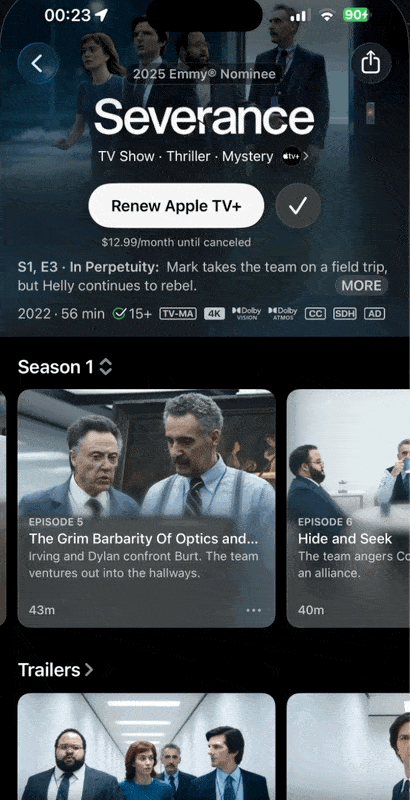 00:23
90
2025 Emmy® Nominee
Severance
TV Show · Thriller · Mystery tv+
Renew Apple TV+
$12.99/month until canceled
S1, E3 · In Perpetuity: Mark takes the team on a field trip,
but Helly continues to rebel. MORE
2022 · 56 min 15+ TV-MA 4K Dolby VISION Dolby ATMOS CC SDH AD
Season 1
EPISODE 5
The Grim Barbarity Of Optics and...
Irving and Dylan confront Burt. The team
ventures out into the hallways.
43m
EPISODE 6
Hide and Seek
The team angers Co
an alliance.
40m
Trailers